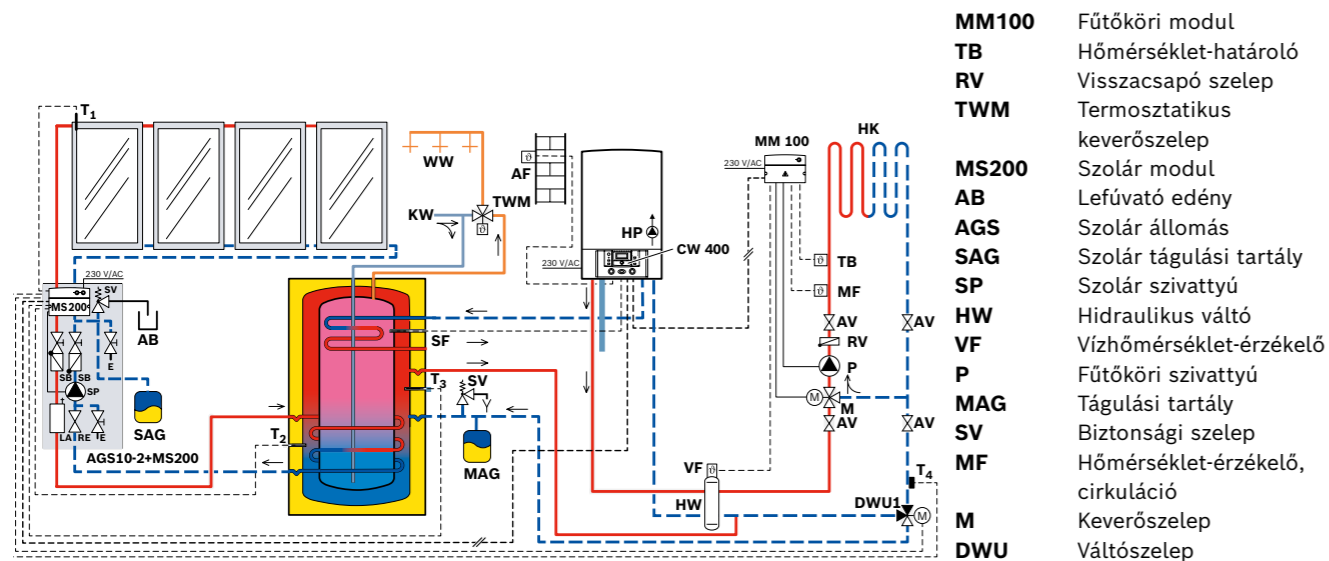 T1
230 V/AC
MS200
SV
AB
E
SB SB
SP
SAG
LA RE E
AGS10-2+MS200
WW
KW
TWM
AF
HP
CW 400
230 V/AC
SF
T3
SV
T2
MAG
MM 100
230 V/AC
HK
TB
MF
AV
AV
RV
P
M
M
AV
AV
VF
HW
T4
DWU1
M
MM100 Fűtőköri modul
TB Hőmérséklet-határoló
RV Visszacsapó szelep
TWM Termosztatikus
keverőszelep
MS200 Szolár modul
AB Lefúvató edény
AGS Szolár állomás
SAG Szolár tágulási tartály
SP Szolár szivattyú
HW Hidraulikus váltó
VF Vízhőmérséklet-érzékelő
P Fűtőköri szivattyú
MAG Tágulási tartály
SV Biztonsági szelep
MF Hőmérséklet-érzékelő,
cirkuláció
M Keverőszelep
DWU Váltószelep